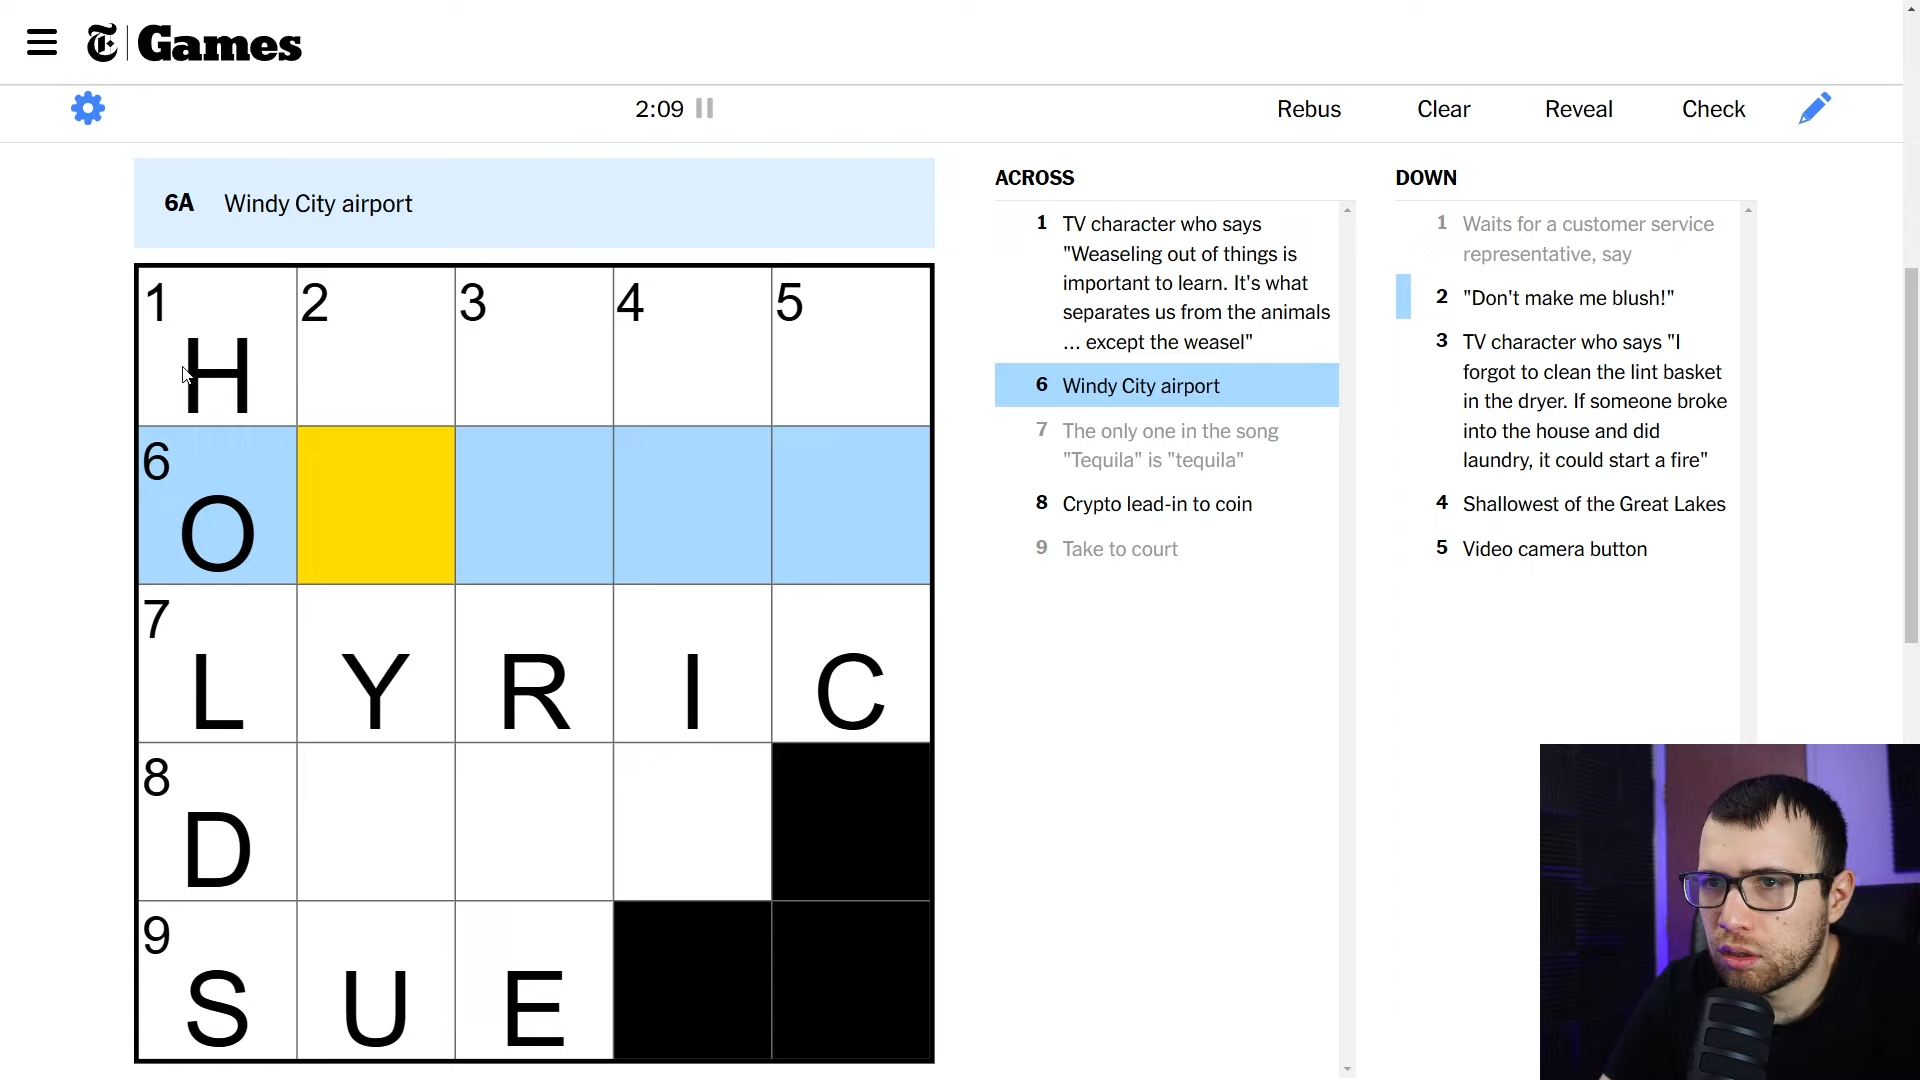 T Games
2:09
Rebus Clear Reveal Check
6A Windy City airport
1 2 3 4 5
H
6
O
7
L Y R I C
8
D
9
S U E
ACROSS
1 TV character who says
"Weaseling out of things is
important to learn. It's what
separates us from the animals
... except the weasel"
6 Windy City airport
7 The only one in the song
"Tequila" is "tequila"
8 Crypto lead-in to coin
9 Take to court
DOWN
1 Waits for a customer service
representative, say
2 "Don't make me blush!"
3 TV character who says "I
forgot to clean the lint basket
in the dryer. If someone broke
into the house and did
laundry, it could start a fire"
4 Shallowest of the Great Lakes
5 Video camera button